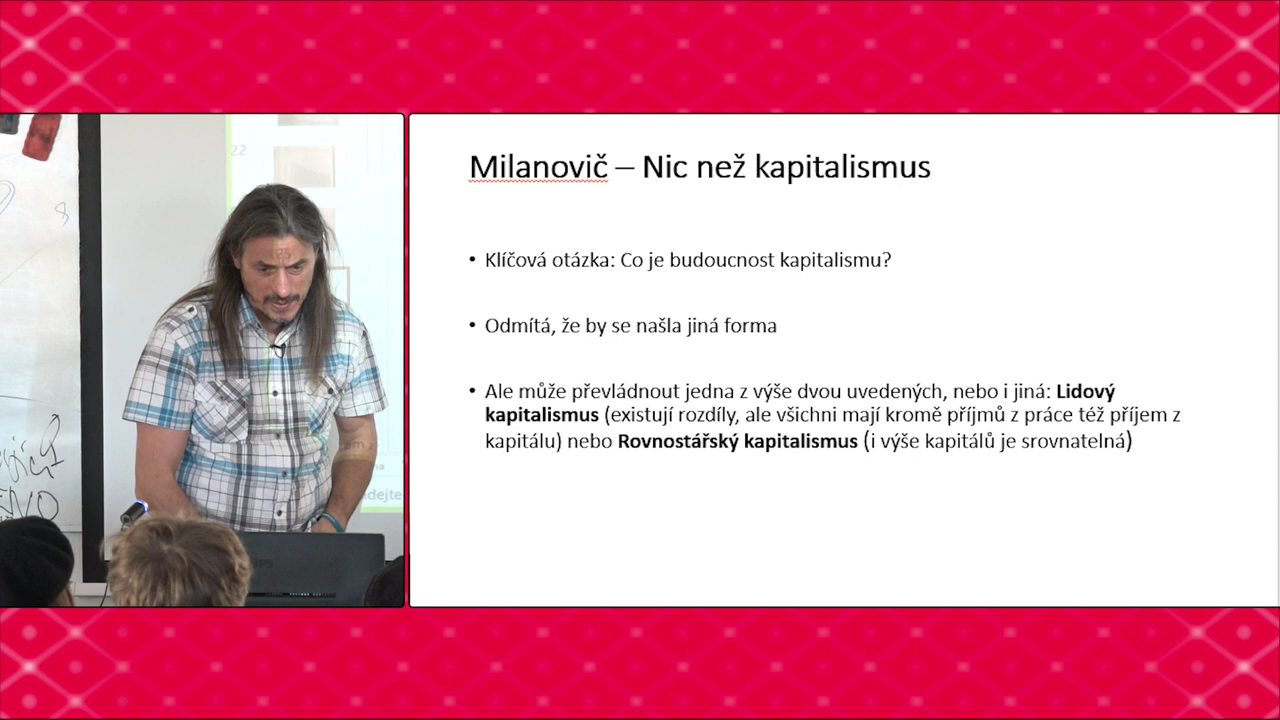 22
8
Milanovič – Nic než kapitalismus
• Klíčová otázka: Co je budoucnost kapitalismu?
• Odmítá, že by se našla jiná forma
• Ale může převládnout jedna z výše dvou uvedených, nebo i jiná: Lidový
kapitalismus (existují rozdíly, ale všichni mají kromě příjmů z práce též příjem z
kapitálu) nebo Rovnostářský kapitalismus (i výše kapitálů je srovnatelná)